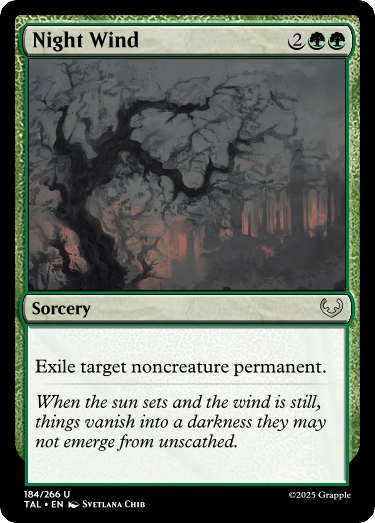 Night Wind
2
Sorcery
Exile target noncreature permanent.
When the sun sets and the wind is still,
things vanish into a darkness they may
not emerge from unscathed.
184/266 U
TAL • EN SVETLANA CHIB
©2025 Grapple